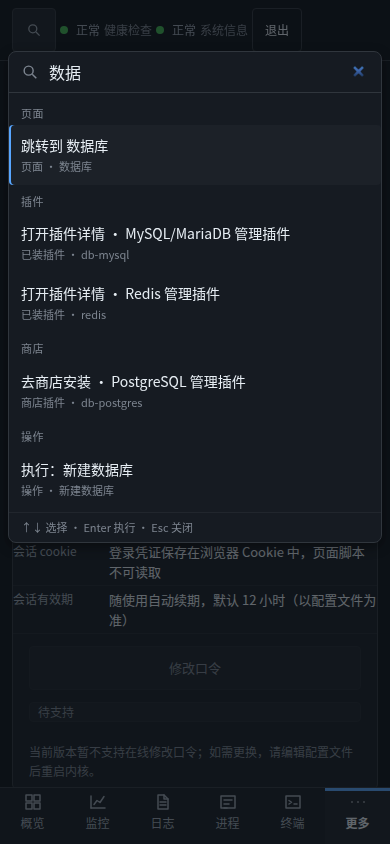 正常 健康检查 正常 系统信息 退出
数据
页面
跳转到 数据库
页面 · 数据库
插件
打开插件详情 · MySQL/MariaDB 管理插件
已装插件 · db-mysql
打开插件详情 · Redis 管理插件
已装插件 · redis
商店
去商店安装 · PostgreSQL 管理插件
商店插件 · db-postgres
操作
执行：新建数据库
操作 · 新建数据库
↑↓ 选择 · Enter 执行 · Esc 关闭
会话 cookie 登录凭证保存在浏览器 Cookie 中，页面脚本
不可读取
会话有效期 随使用自动续期，默认 12 小时（以配置文件为
准）
修改口令
待支持
当前版本暂不支持在线修改口令；如需更换，请编辑配置文件
后重启内核。
概览 监控 日志 进程 终端 更多